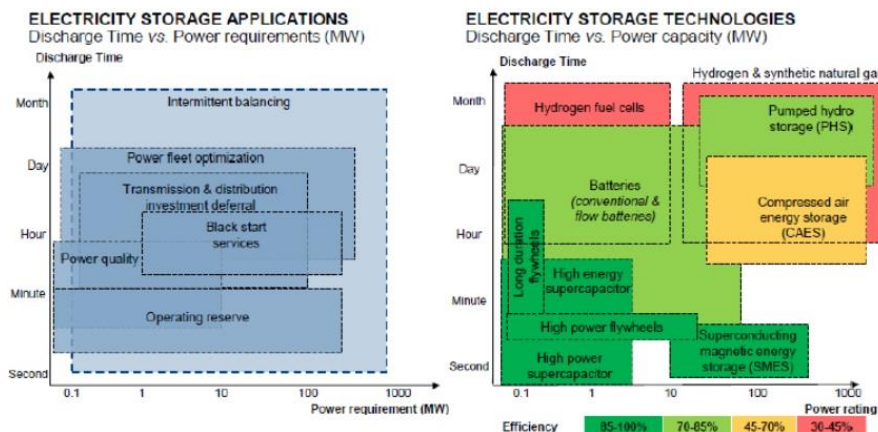 ELECTRICITY STORAGE APPLICATIONS
Discharge Time vs. Power requirements (MW)
Discharge Time
Month
Day
Hour
Minute
Second
Intermittent balancing
Power fleet optimization
Transmission & distribution
investment deferral
Black start
services
Power quality
Operating reserve
0.1
1
10
100
1000
Power requirement (MW)
ELECTRICITY STORAGE TECHNOLOGIES
Discharge Time vs. Power capacity (MW)
Discharge Time
Hydrogen & synthetic natural ga
Month
Day
Hour
Minute
Second
Hydrogen fuel cells
Pumped hydro
storage (PHS)
Batteries
(conventional &
flow batteries)
Compressed air
energy storage
(CAES)
Long duration
flywheels
High energy
supercapacitor
High power flywheels
High power
supercapacitor
Superconducting
magnetic energy
storage (SMES)
0.1
1
10
100
1000
Power rating
Efficiency
85-100%
70-85%
45-70%
30-45%